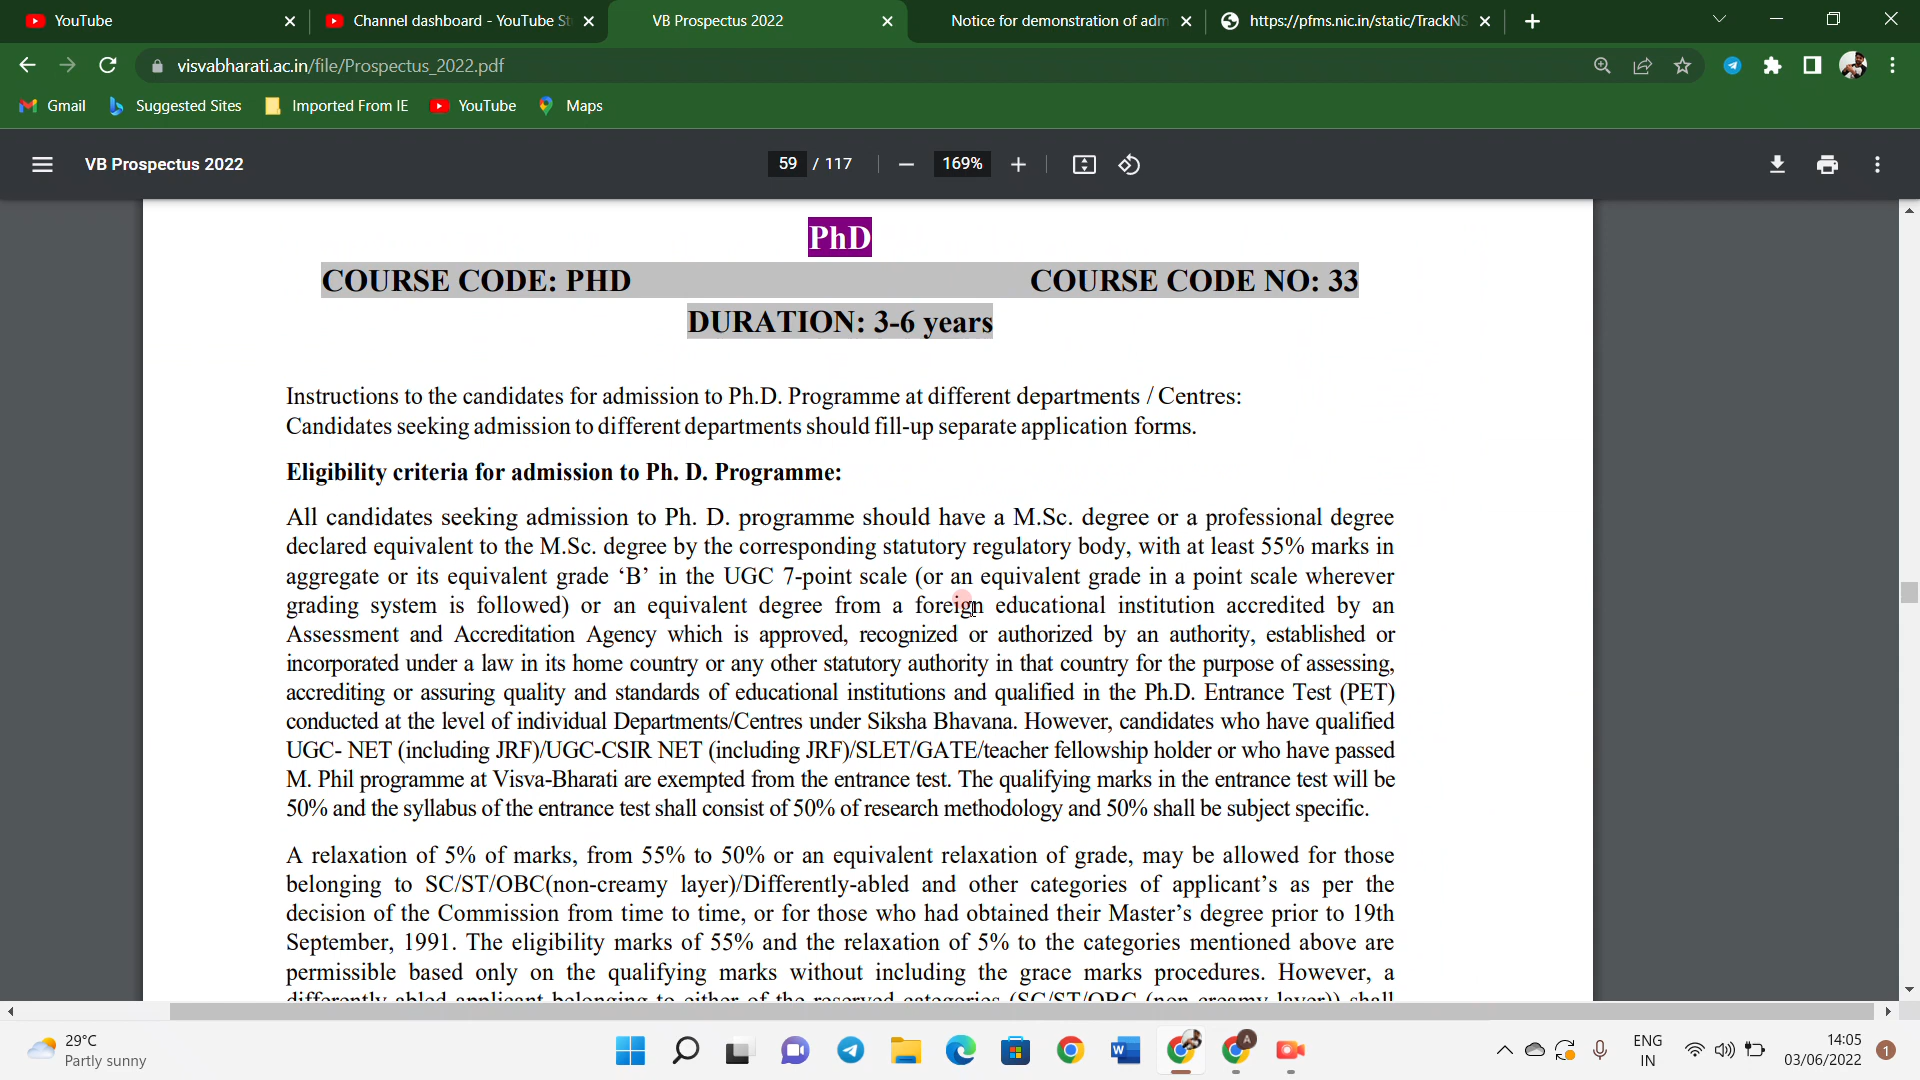 YouTube
Channel dashboard - YouTube St
VB Prospectus 2022
Notice for demonstration of adm
https://pfms.nic.in/static/TrackNS
visvabharati.ac.in/file/Prospectus_2022.pdf
Gmail
Suggested Sites
Imported From IE
YouTube
Maps
VB Prospectus 2022
59 / 117
169%
PhD
COURSE CODE: PHD COURSE CODE NO: 33
DURATION: 3-6 years
Instructions to the candidates for admission to Ph.D. Programme at different departments / Centres:
Candidates seeking admission to different departments should fill-up separate application forms.
Eligibility criteria for admission to Ph. D. Programme:
All candidates seeking admission to Ph. D. programme should have a M.Sc. degree or a professional degree
declared equivalent to the M.Sc. degree by the corresponding statutory regulatory body, with at least 55% marks in
aggregate or its equivalent grade ‘B’ in the UGC 7-point scale (or an equivalent grade in a point scale wherever
grading system is followed) or an equivalent degree from a foreign educational institution accredited by an
Assessment and Accreditation Agency which is approved, recognized or authorized by an authority, established or
incorporated under a law in its home country or any other statutory authority in that country for the purpose of assessing,
accrediting or assuring quality and standards of educational institutions and qualified in the Ph.D. Entrance Test (PET)
conducted at the level of individual Departments/Centres under Siksha Bhavana. However, candidates who have qualified
UGC- NET (including JRF)/UGC-CSIR NET (including JRF)/SLET/GATE/teacher fellowship holder or who have passed
M. Phil programme at Visva-Bharati are exempted from the entrance test. The qualifying marks in the entrance test will be
50% and the syllabus of the entrance test shall consist of 50% of research methodology and 50% shall be subject specific.
A relaxation of 5% of marks, from 55% to 50% or an equivalent relaxation of grade, may be allowed for those
belonging to SC/ST/OBC(non-creamy layer)/Differently-abled and other categories of applicant’s as per the
decision of the Commission from time to time, or for those who had obtained their Master’s degree prior to 19th
September, 1991. The eligibility marks of 55% and the relaxation of 5% to the categories mentioned above are
permissible based only on the qualifying marks without including the grace marks procedures. However, a
differently-abled applicant belonging to either of the reserved categories (SC/ST/OBC (non-creamy layer)) shall
29°C
Partly sunny
A
ENG
IN
14:05
03/06/2022
1